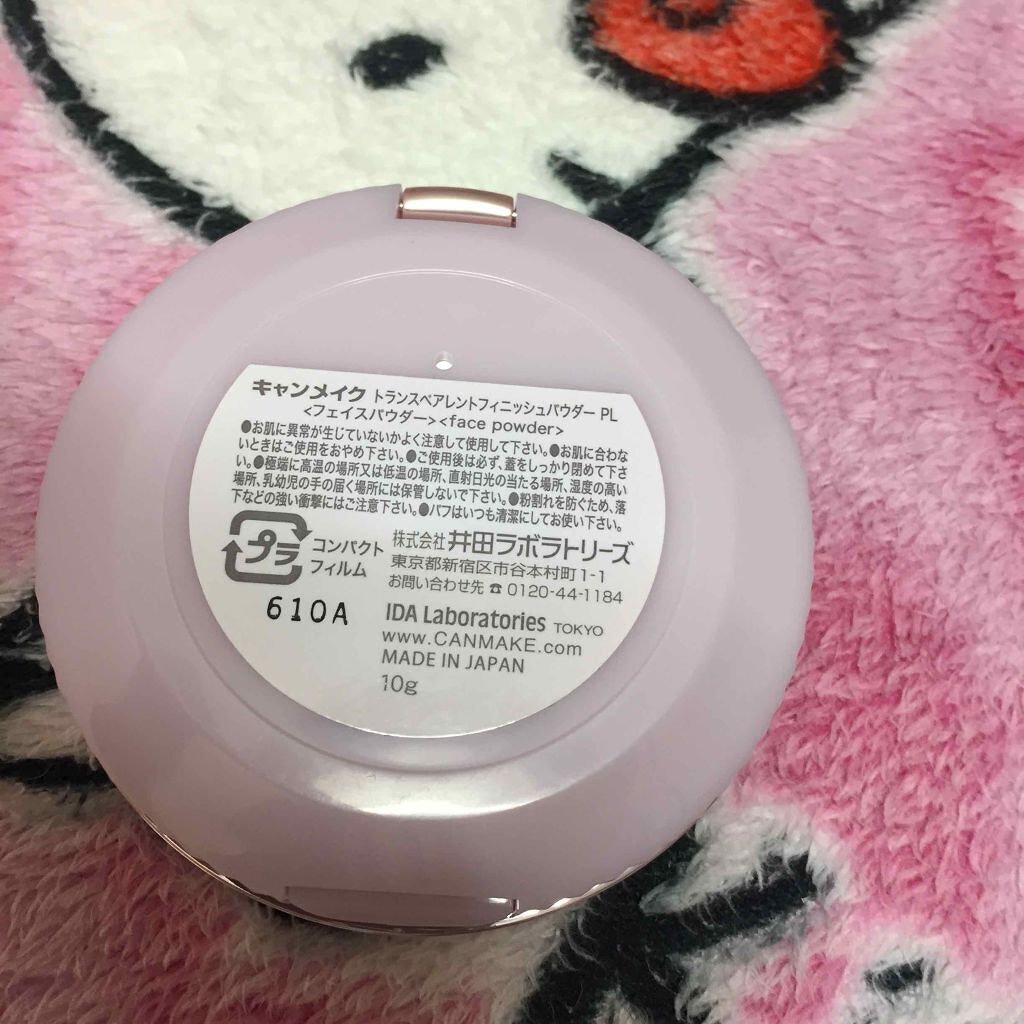 キャンメイク トランスペアレントフィニッシュパウダー PL
<フェイスパウダー><face powder>
●お肌に異常が生じていないかよく注意して使用して下さい。●お肌に合わな
いときはご使用をおやめ下さい。●ご使用後は必ず、蓋をしっかり閉めて下さ
い。●極端に高温の場所又は低温の場所、直射日光の当たる場所、湿度の高い
場所、乳幼児の手の届く場所には保管しないで下さい。●粉割れを防ぐため、落
下などの強い衝撃にはご注意下さい。●パフはいつも清潔にしてお使い下さい。
プラ
コンパクト
フィルム
610A
株式会社 井田ラボラトリーズ
東京都新宿区市谷本村町1-1
お問い合わせ先 ☎ 0120-44-1184
IDA Laboratories TOKYO
www.CANMAKE.com
MADE IN JAPAN
10g